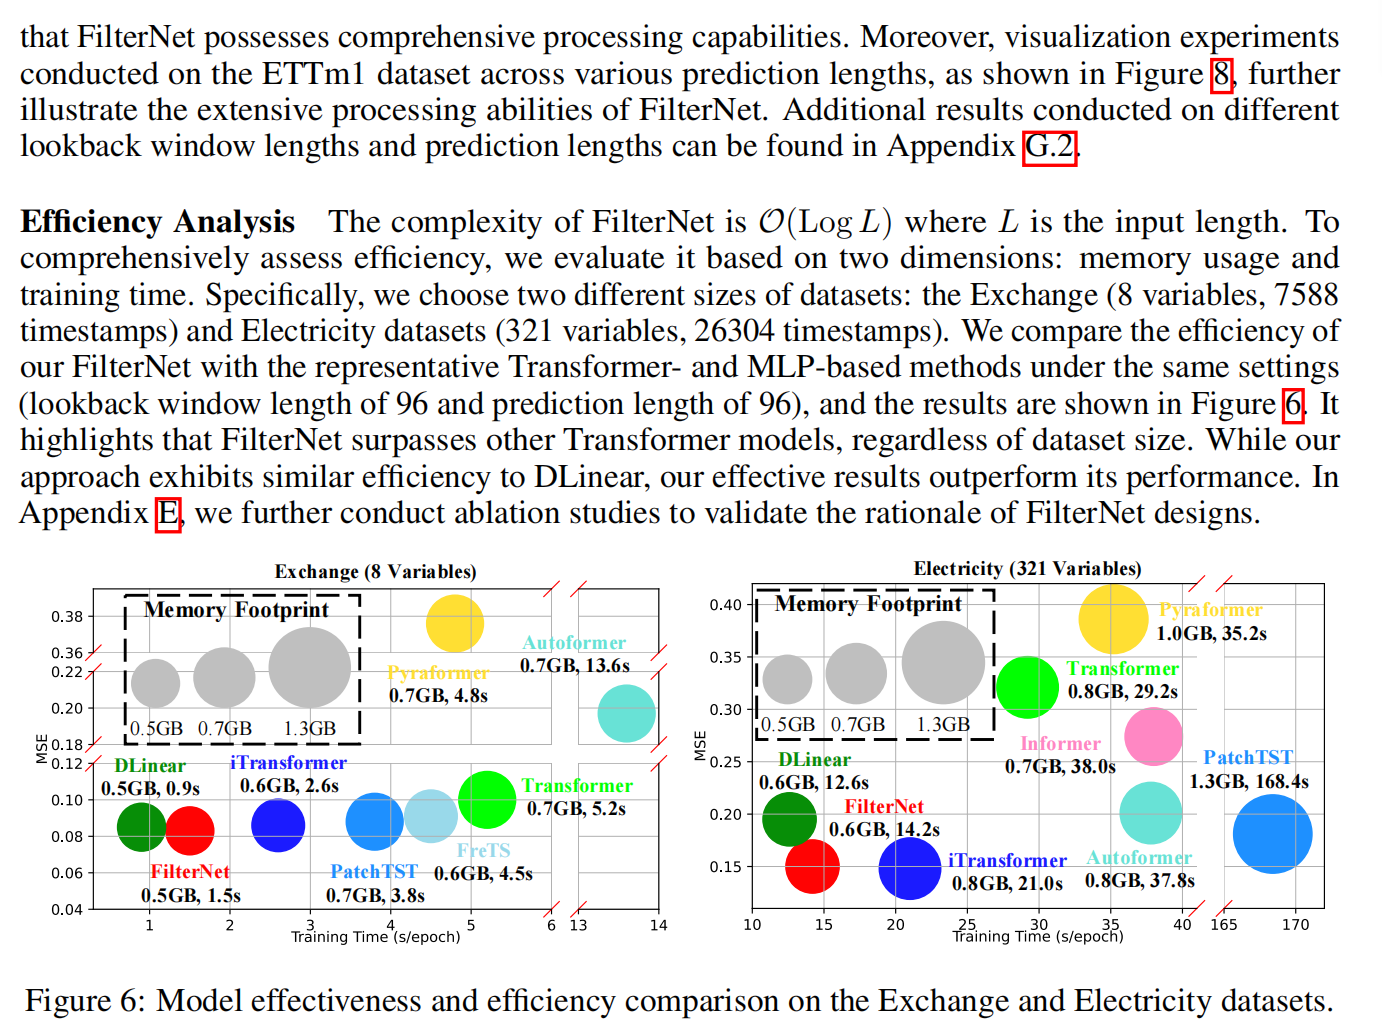 that FilterNet possesses comprehensive processing capabilities. Moreover, visualization experiments
conducted on the ETTm1 dataset across various prediction lengths, as shown in Figure 8, further
illustrate the extensive processing abilities of FilterNet. Additional results conducted on different
lookback window lengths and prediction lengths can be found in Appendix G.2.
Efficiency Analysis The complexity of FilterNet is O(Log L) where L is the input length. To
comprehensively assess efficiency, we evaluate it based on two dimensions: memory usage and
training time. Specifically, we choose two different sizes of datasets: the Exchange (8 variables, 7588
timestamps) and Electricity datasets (321 variables, 26304 timestamps). We compare the efficiency of
our FilterNet with the representative Transformer- and MLP-based methods under the same settings
(lookback window length of 96 and prediction length of 96), and the results are shown in Figure 6. It
highlights that FilterNet surpasses other Transformer models, regardless of dataset size. While our
approach exhibits similar efficiency to DLinear, our effective results outperform its performance. In
Appendix E, we further conduct ablation studies to validate the rationale of FilterNet designs.
Exchange (8 Variables)
MSE
0.38
0.36
0.22
0.20
0.18
0.12
0.10
0.08
0.06
0.04
Memory Footprint
0.5GB 0.7GB 1.3GB
Pyraformer
0.7GB, 4.8s
Autoformer
0.7GB, 13.6s
DLinear
0.5GB, 0.9s
iTransformer
0.6GB, 2.6s
Transformer
0.7GB, 5.2s
FilterNet
0.5GB, 1.5s
PatchTST
0.7GB, 3.8s
FreTS
0.6GB, 4.5s
1 2 3 4 5 6 13 14
Training Time (s/epoch)
Electricity (321 Variables)
MSE
0.40
0.35
0.30
0.25
0.20
0.15
Memory Footprint
0.5GB 0.7GB 1.3GB
Pyraformer
1.0GB, 35.2s
Transformer
0.8GB, 29.2s
Informer
0.7GB, 38.0s
PatchTST
1.3GB, 168.4s
DLinear
0.6GB, 12.6s
FilterNet
0.6GB, 14.2s
iTransformer
0.8GB, 21.0s
Autoformer
0.8GB, 37.8s
10 15 20 25 30 35 40 165 170
Training Time (s/epoch)
Figure 6: Model effectiveness and efficiency comparison on the Exchange and Electricity datasets.